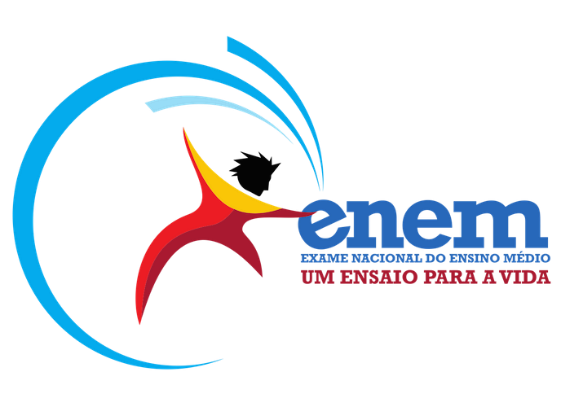 enem
EXAME NACIONAL DO ENSINO MÉDIO
UM ENSAIO PARA A VIDA